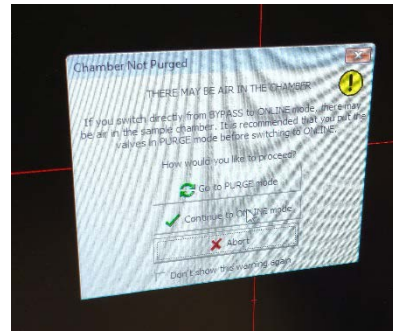 Chamber Not Purged
THERE MAY BE AIR IN THE CHAMBER
If you switch directly from BYPASS to ONLINE mode, there may
be air in the sample chamber. It is recommended that you put the
valves in PURGE mode before switching to ONLINE.
How would you like to proceed?
Go to PURGE mode
Continue to ONLINE mode
Abort
Don't show this warning again